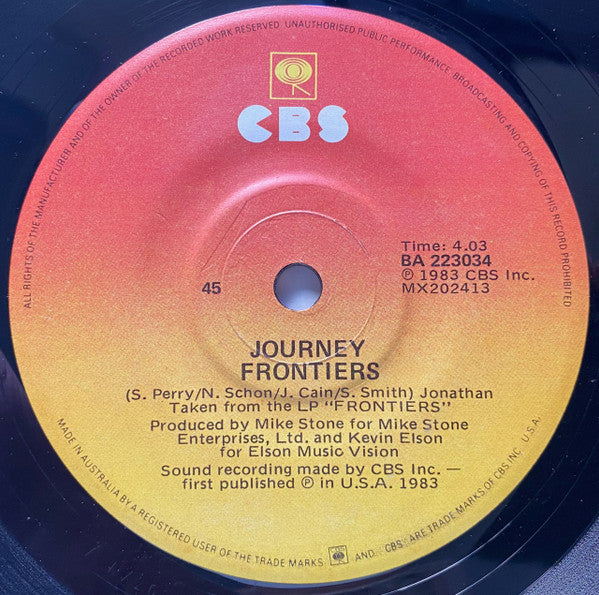 ALL RIGHTS OF THE MANUFACTURER AND OF THE OWNER OF THE RECORDED WORK RESERVED. UNAUTHORISED PUBLIC PERFORMANCE, BROADCASTING AND COPYING OF THIS RECORD PROHIBITED
CBS
Time: 4.03
BA 223034
℗ 1983 CBS Inc.
MX202413
45
JOURNEY
FRONTIERS
(S. Perry/N. Schon/J. Cain/S. Smith) Jonathan
Taken from the LP "FRONTIERS"
Produced by Mike Stone for Mike Stone
Enterprises, Ltd. and Kevin Elson
for Elson Music Vision
Sound recording made by CBS Inc. —
first published ℗ in U.S.A. 1983
MADE IN AUSTRALIA BY A REGISTERED USER OF THE TRADE MARKS AND "CBS" ARE TRADE MARKS OF CBS INC. U.S.A.